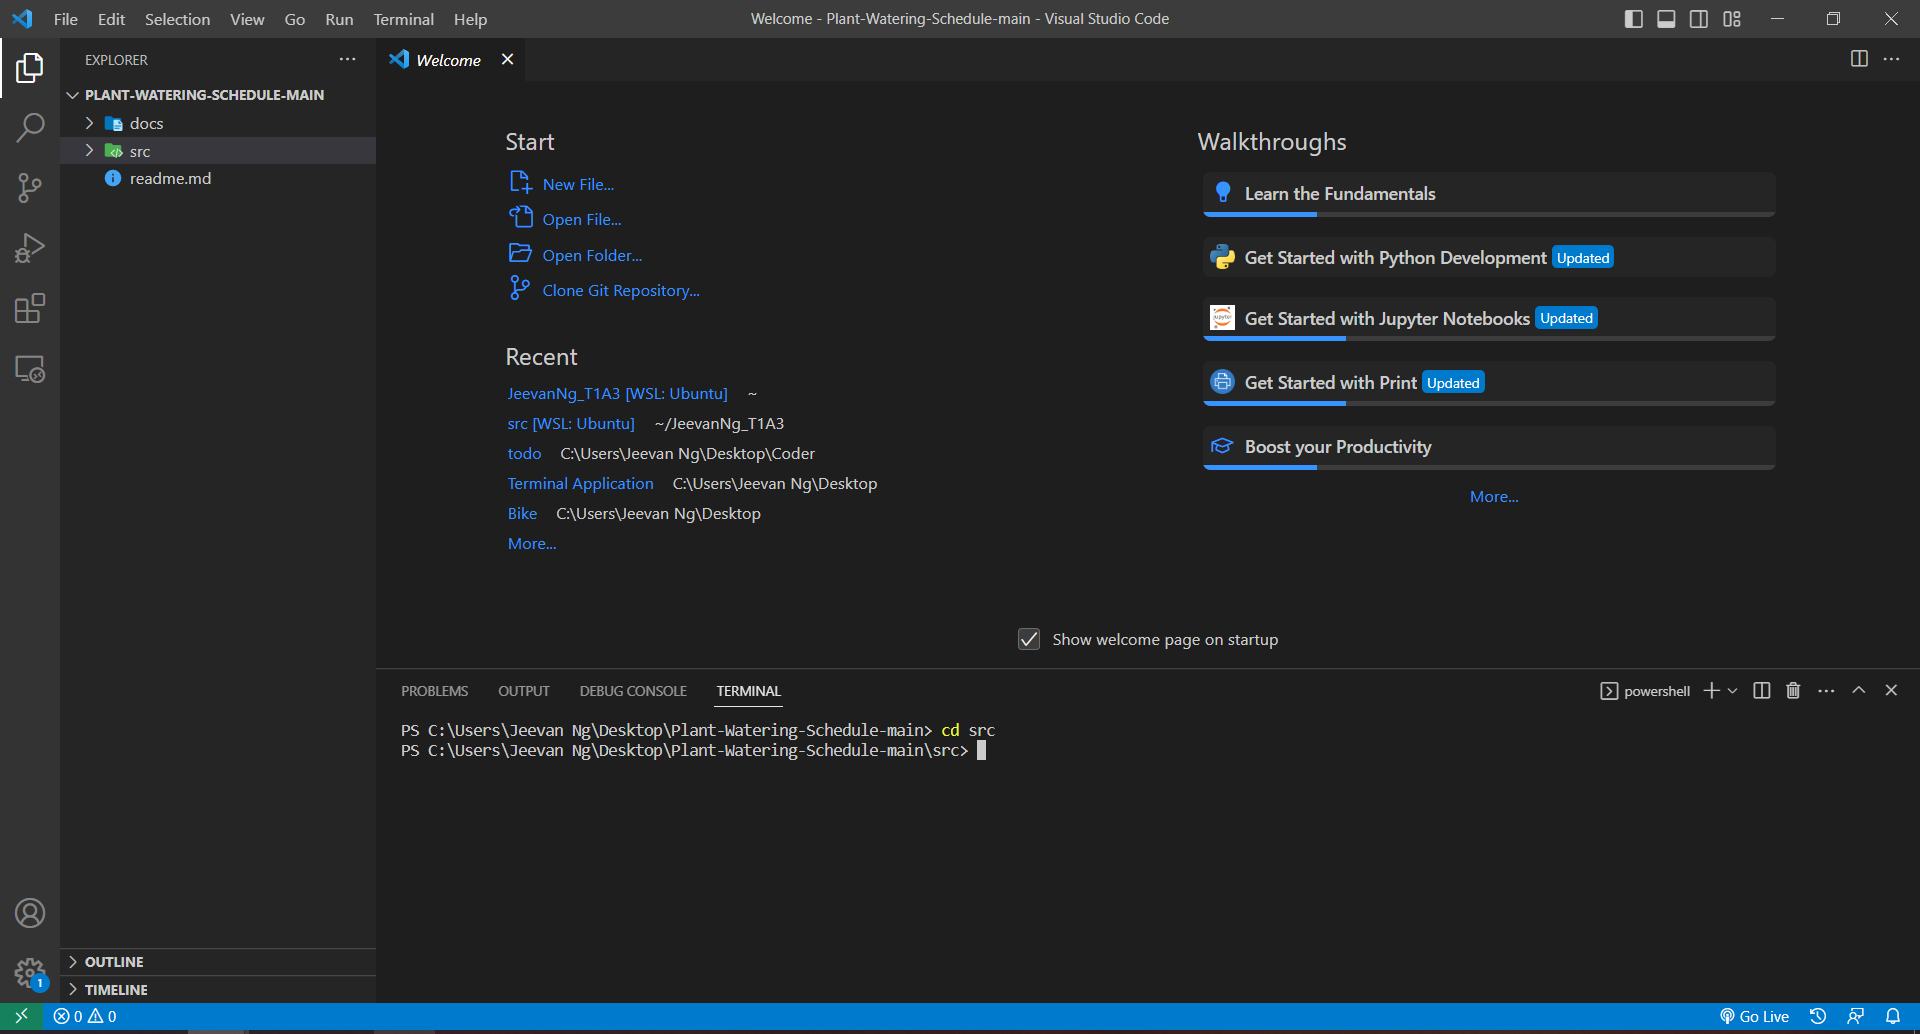 File Edit Selection View Go Run Terminal Help
Welcome - Plant-Watering-Schedule-main - Visual Studio Code
EXPLORER
PLANT-WATERING-SCHEDULE-MAIN
docs
src
readme.md
OUTLINE
TIMELINE
1
Welcome
Start
New File...
Open File...
Open Folder...
Clone Git Repository...
Recent
JeevanNg_T1A3 [WSL: Ubuntu] ~
src [WSL: Ubuntu] ~/JeevanNg_T1A3
todo C:\Users\Jeevan Ng\Desktop\Coder
Terminal Application C:\Users\Jeevan Ng\Desktop
Bike C:\Users\Jeevan Ng\Desktop
More...
Walkthroughs
Learn the Fundamentals
Get Started with Python Development Updated
jupyter
Get Started with Jupyter Notebooks Updated
Get Started with Print Updated
Boost your Productivity
More...
Show welcome page on startup
PROBLEMS OUTPUT DEBUG CONSOLE TERMINAL
powershell
PS C:\Users\Jeevan Ng\Desktop\Plant-Watering-Schedule-main> cd src
PS C:\Users\Jeevan Ng\Desktop\Plant-Watering-Schedule-main\src>
0 0
Go Live